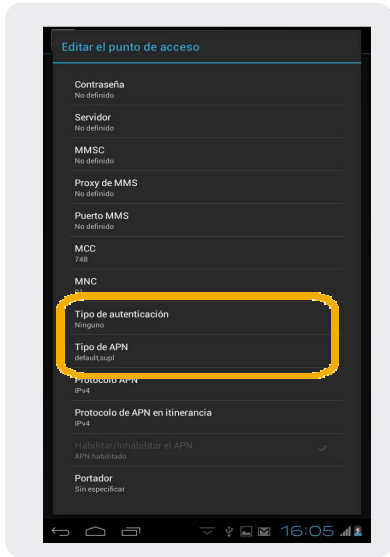 Editar el punto de acceso
Contraseña
No definido
Servidor
No definido
MMSC
No definido
Proxy de MMS
No definido
Puerto MMS
No definido
MCC
748
MNC
Tipo de autenticación
Ninguno
Tipo de APN
default,supl
Protocolo APN
IPv4
Protocolo de APN en itinerancia
IPv4
Habilitar/Inhabilitar el APN
APN habilitado
Portador
Sin especificar
16:05